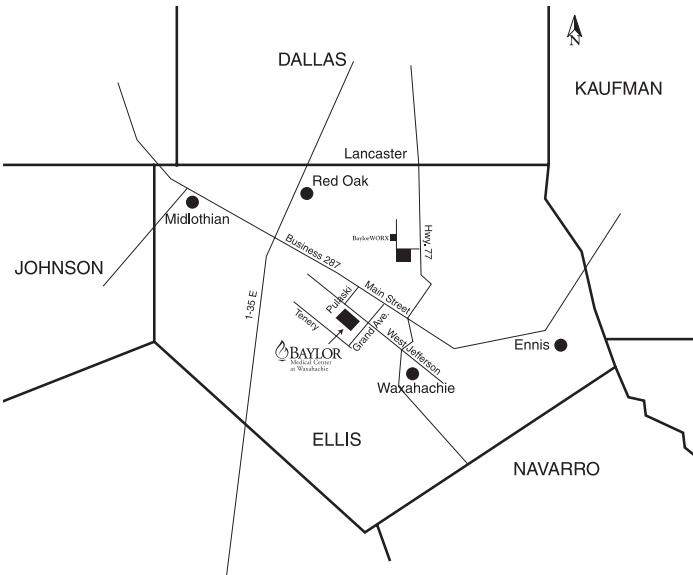 DALLAS
N
KAUFMAN
Lancaster
Red Oak
Midlothian
BaylorWORX
Hwy. 77
Business 287
JOHNSON
1-35 E
Pulaski
Main Street
Tenery
Grand Ave.
West Jefferson
BAYLOR
Medical Center
at Waxahachie
Ennis
Waxahachie
ELLIS
NAVARRO